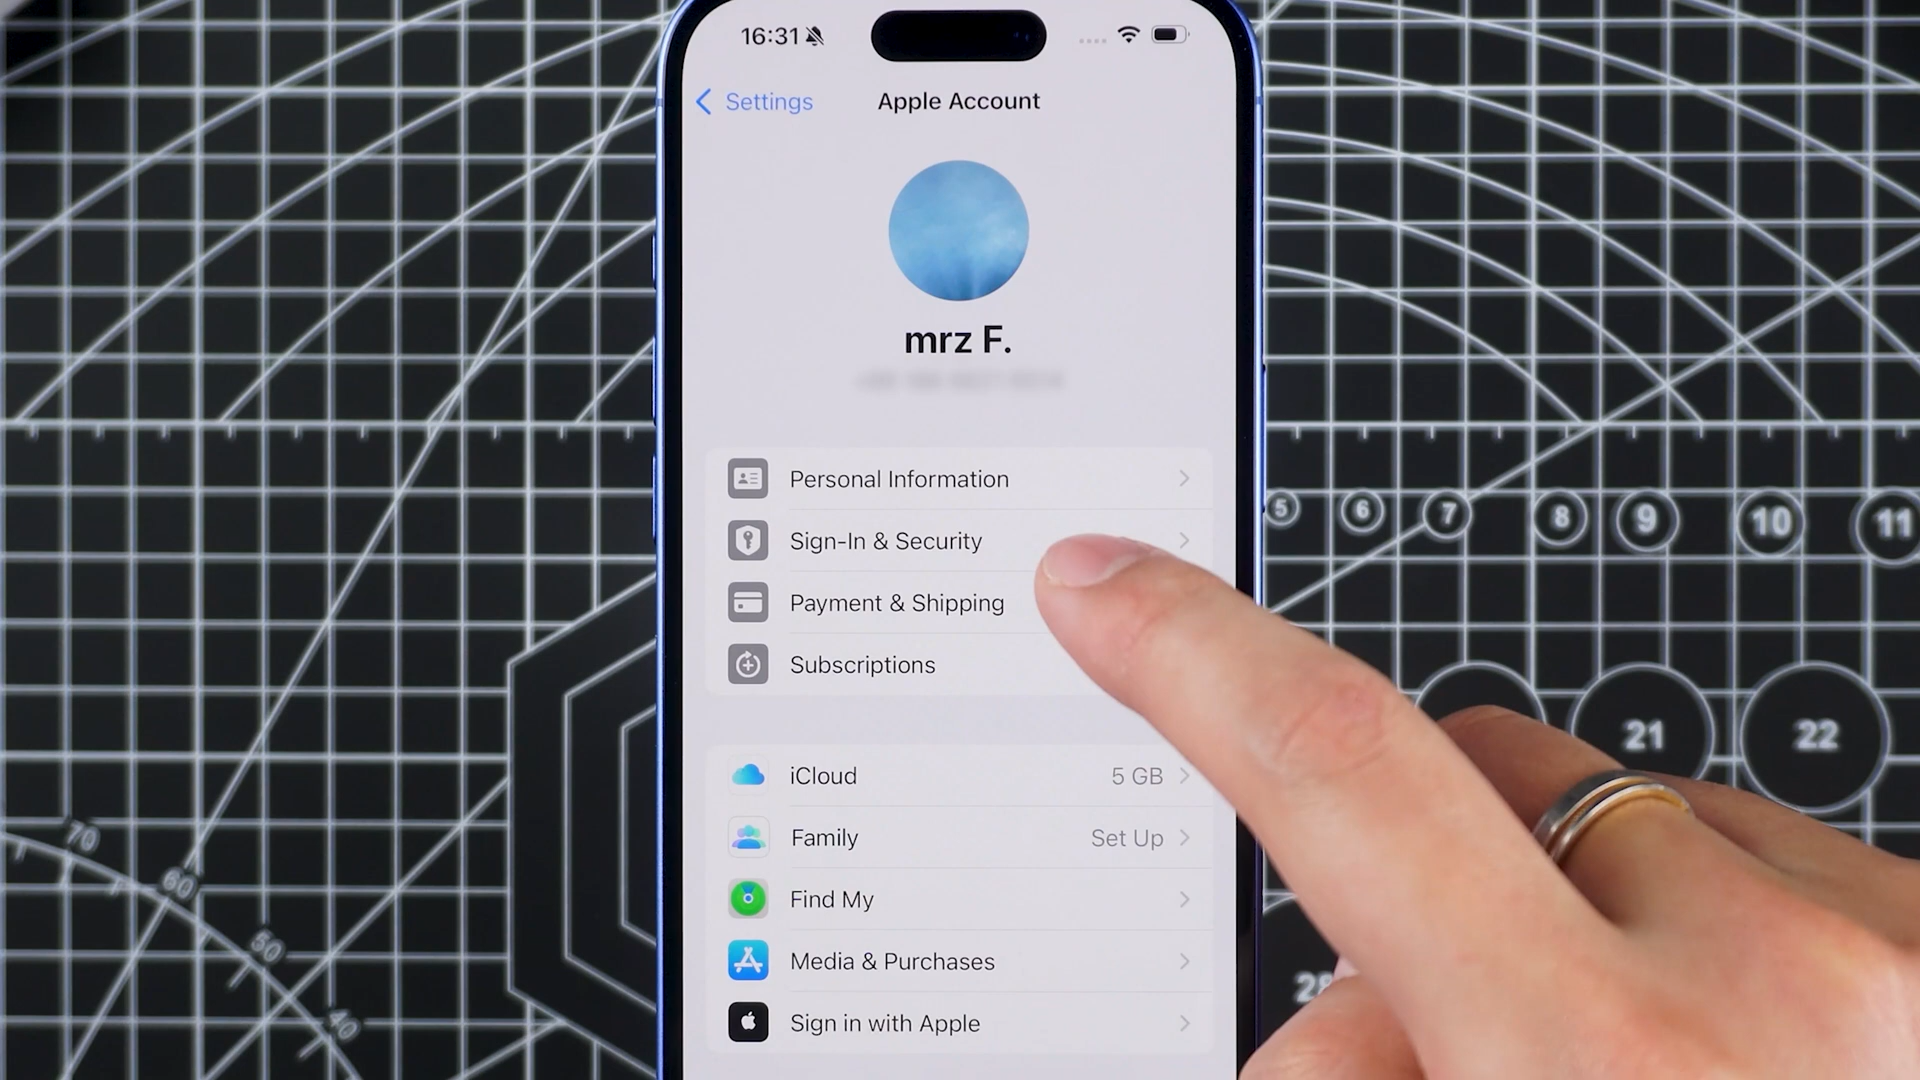 16:31
Settings
Apple Account
mrz F.
Personal Information
Sign-In & Security
Payment & Shipping
Subscriptions
iCloud 5 GB
Family Set Up
Find My
Media & Purchases
Sign in with Apple
5 6 7 8 9 10 11
21 22
28
70
60
50
40